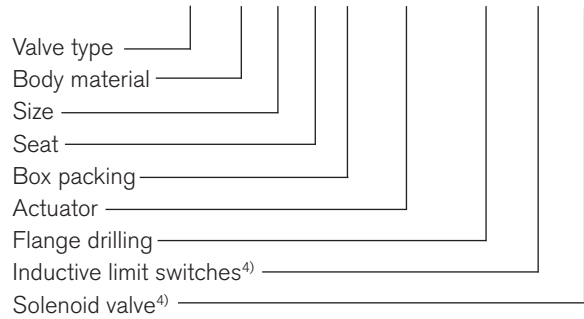 Valve type
Body material
Size
Seat
Box packing
Actuator
Flange drilling
Inductive limit switches⁴⁾
Solenoid valve⁴⁾